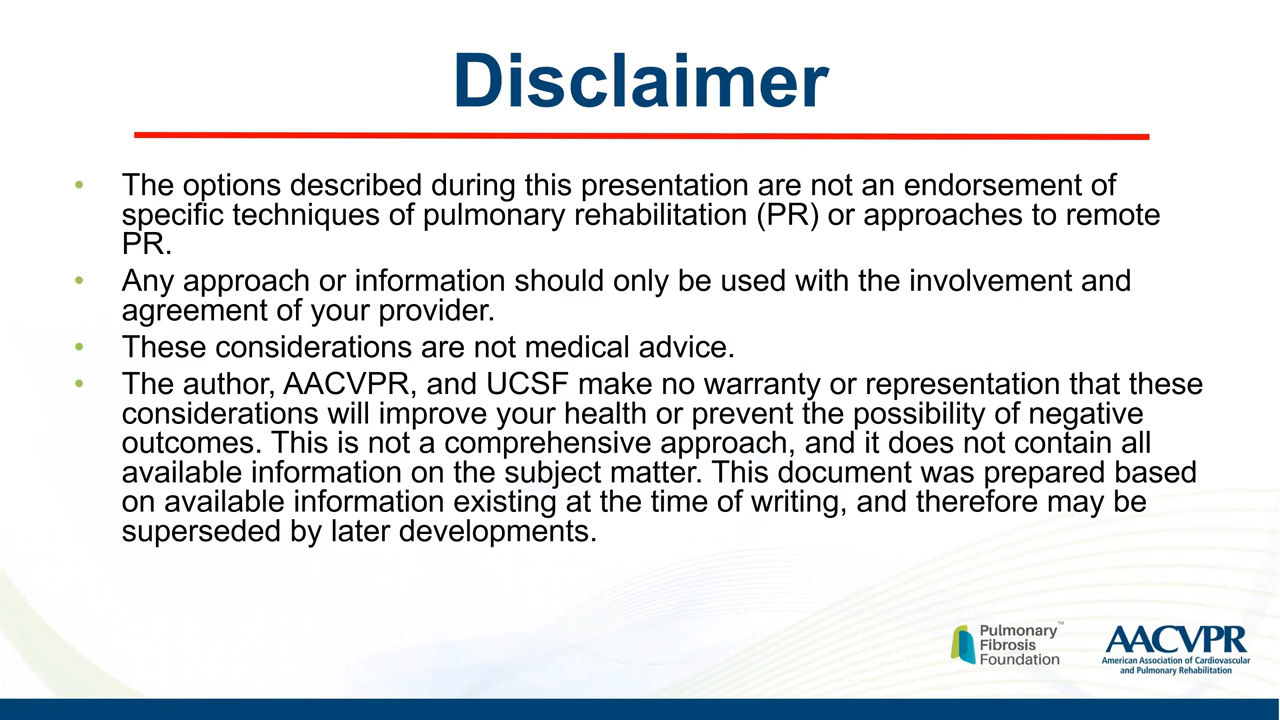 Disclaimer
• The options described during this presentation are not an endorsement of
specific techniques of pulmonary rehabilitation (PR) or approaches to remote
PR.
• Any approach or information should only be used with the involvement and
agreement of your provider.
• These considerations are not medical advice.
• The author, AACVPR, and UCSF make no warranty or representation that these
considerations will improve your health or prevent the possibility of negative
outcomes. This is not a comprehensive approach, and it does not contain all
available information on the subject matter. This document was prepared based
on available information existing at the time of writing, and therefore may be
superseded by later developments.
Pulmonary™
Fibrosis
Foundation
AACVPR
American Association of Cardiovascular
and Pulmonary Rehabilitation